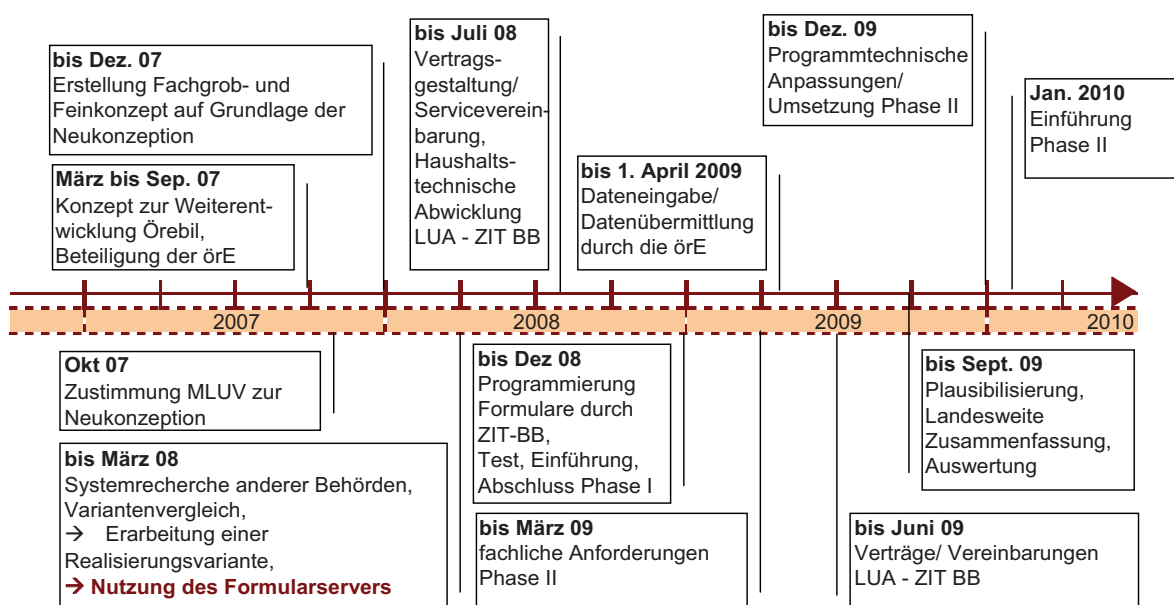 bis Dez. 07
Erstellung Fachgrob- und
Feinkonzept auf Grundlage der
Neukonzeption
März bis Sep. 07
Konzept zur Weiterent-
wicklung Örebil,
Beteiligung der örE
bis Juli 08
Vertrags-
gestaltung/
Serviceverein-
barung,
Haushalts-
technische
Abwicklung
LUA - ZIT BB
bis 1. April 2009
Dateneingabe/
Datenübermittlung
durch die örE
bis Dez. 09
Programmtechnische
Anpassungen/
Umsetzung Phase II
Jan. 2010
Einführung
Phase II
2007
2008
2009
2010
Okt 07
Zustimmung MLUV zur
Neukonzeption
bis März 08
Systemrecherche anderer Behörden,
Variantenvergleich,
→ Erarbeitung einer
Realisierungsvariante,
→ Nutzung des Formularservers
bis Dez 08
Programmierung
Formulare durch
ZIT-BB,
Test, Einführung,
Abschluss Phase I
bis März 09
fachliche Anforderungen
Phase II
bis Sept. 09
Plausibilisierung,
Landesweite
Zusammenfassung,
Auswertung
bis Juni 09
Verträge/ Vereinbarungen
LUA - ZIT BB